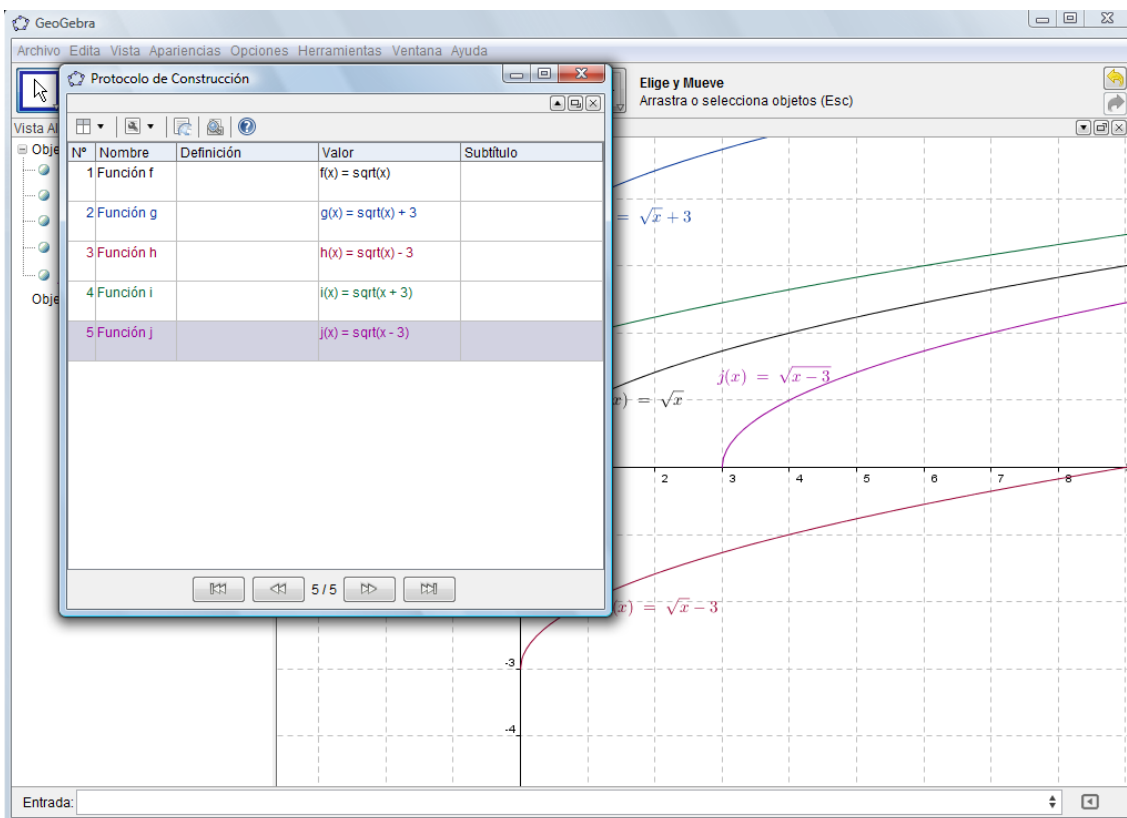 GeoGebra
Archivo Edita Vista Apariencias Opciones Herramientas Ventana Ayuda
Protocolo de Construcción
Elige y Mueve
Arrastra o selecciona objetos (Esc)
Vista Al
Obje
Obje
Nº Nombre Definición Valor Subtítulo
1 Función f f(x) = sqrt(x)
2 Función g g(x) = sqrt(x) + 3
3 Función h h(x) = sqrt(x) - 3
4 Función i i(x) = sqrt(x + 3)
5 Función j j(x) = sqrt(x - 3)
5 / 5
= √x + 3
j(x) = √x − 3
x) = √x
2 3 4 5 6 7 8
(x) = √x − 3
-3
-4
Entrada: